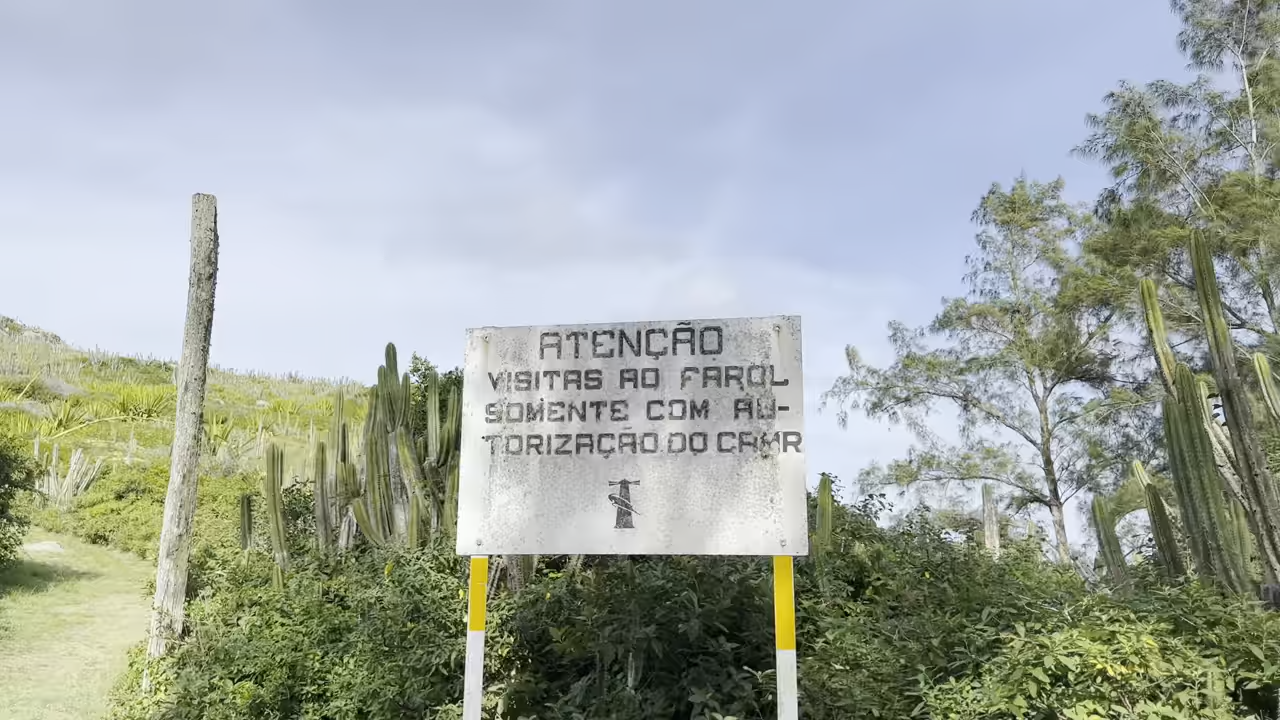 ATENÇÃO
VISITAS AO FAROL
SOMENTE COM AU-
TORIZAÇÃO DO CAMR